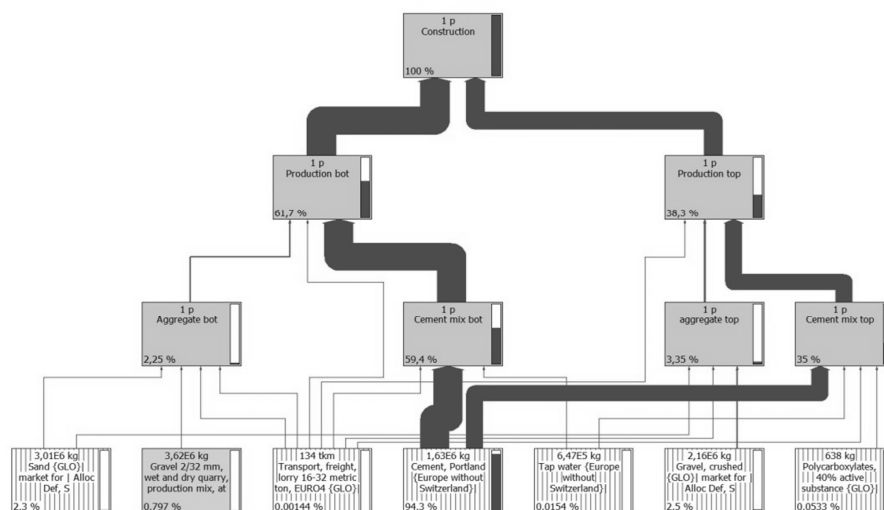 1 p
Construction
100 %
1 p
Production bot
61,7 %
1 p
Production top
38,3 %
1 p
Aggregate bot
2,25 %
1 p
Cement mix bot
59,4 %
1 p
aggregate top
3,35 %
1 p
Cement mix top
35 %
3,01E6 kg
Sand {GLO}|
market for | Alloc
Def, S
2.3 %
3,62E6 kg
Gravel 2/32 mm,
wet and dry quarry,
production mix, at
0.797 %
134 tkm
Transport, freight,
lorry 16-32 metric
ton, EURO4 {GLO}|
0.00144 %
1,63E6 kg
Cement, Portland
{Europe without
Switzerland}|
94.3 %
6,47E5 kg
Tap water {Europe
without
Switzerland}|
0.0154 %
2,16E6 kg
Gravel, crushed
{GLO}| market for |
Alloc Def, S
2.5 %
638 kg
Polycarboxylates,
40% active
substance {GLO}|
0.0533 %